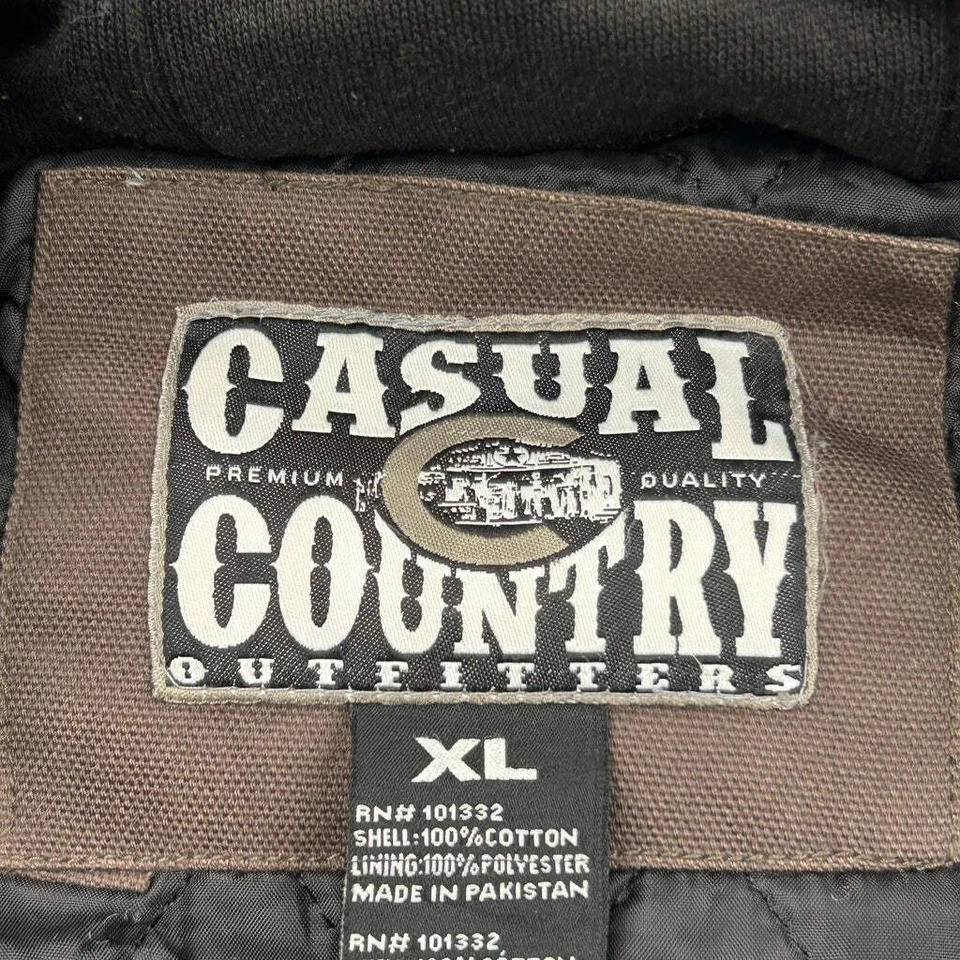 CASUAL
PREMIUM QUALITY
COUNTRY
OUTFITTERS
XL
RN# 101332
SHELL:100%COTTON
LINING:100%POLYESTER
MADE IN PAKISTAN
RN# 101332